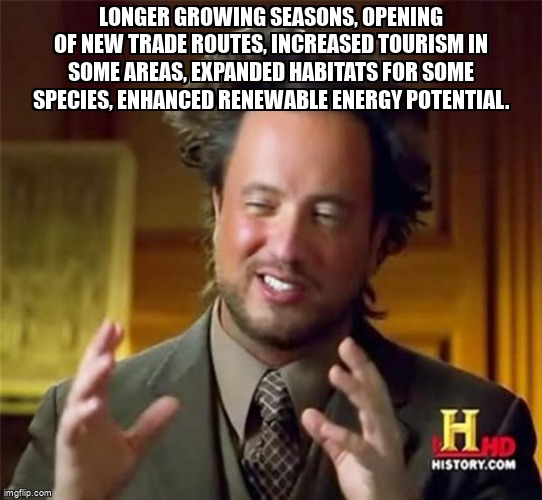 LONGER GROWING SEASONS, OPENING
OF NEW TRADE ROUTES, INCREASED TOURISM IN
SOME AREAS, EXPANDED HABITATS FOR SOME
SPECIES, ENHANCED RENEWABLE ENERGY POTENTIAL.
H HD
HISTORY.COM
imgflip.com